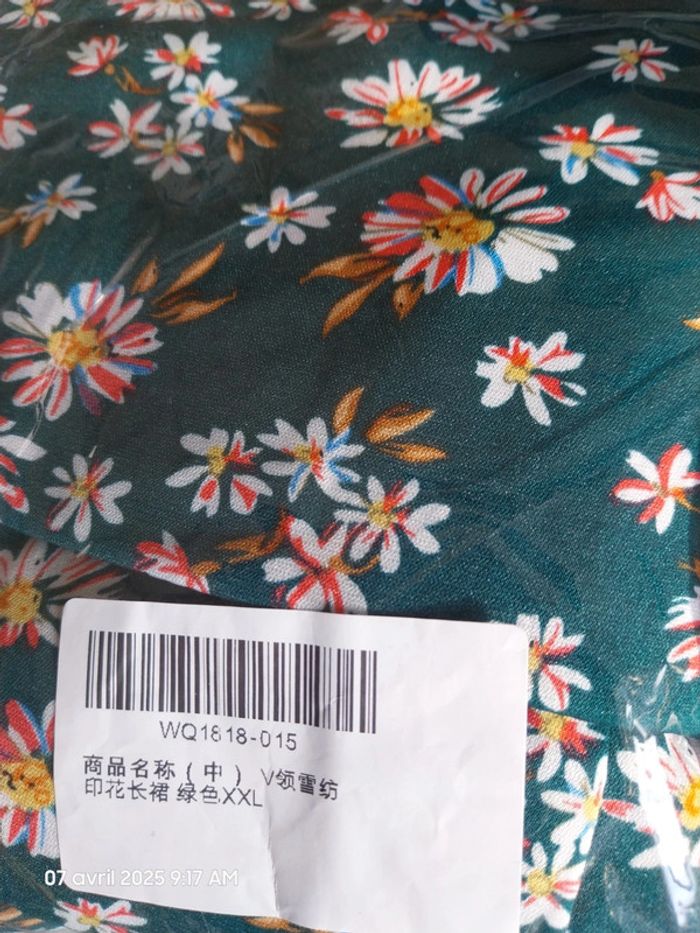 WQ1818-015
商品名称（中） V领雪纺
印花长裙 绿色XXL
07 avril 2025 9:17 AM